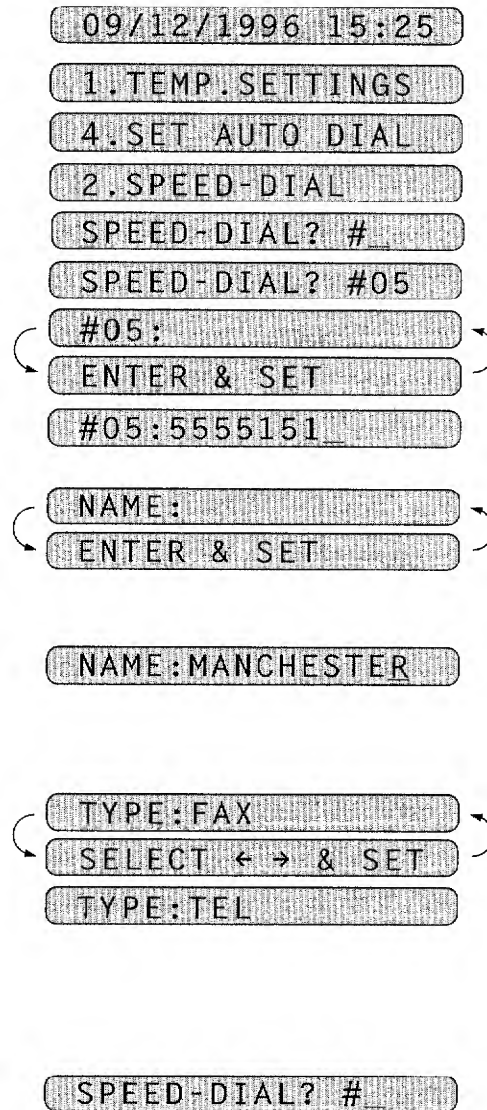 09/12/1996 15:25
1.TEMP.SETTINGS
4.SET AUTO DIAL
2.SPEED-DIAL
SPEED-DIAL? #_
SPEED-DIAL? #05
#05:
ENTER & SET
#05:5555151_
NAME:
ENTER & SET
NAME:MANCHESTER
TYPE:FAX
SELECT ← → & SET
TYPE:TEL
SPEED-DIAL? #_